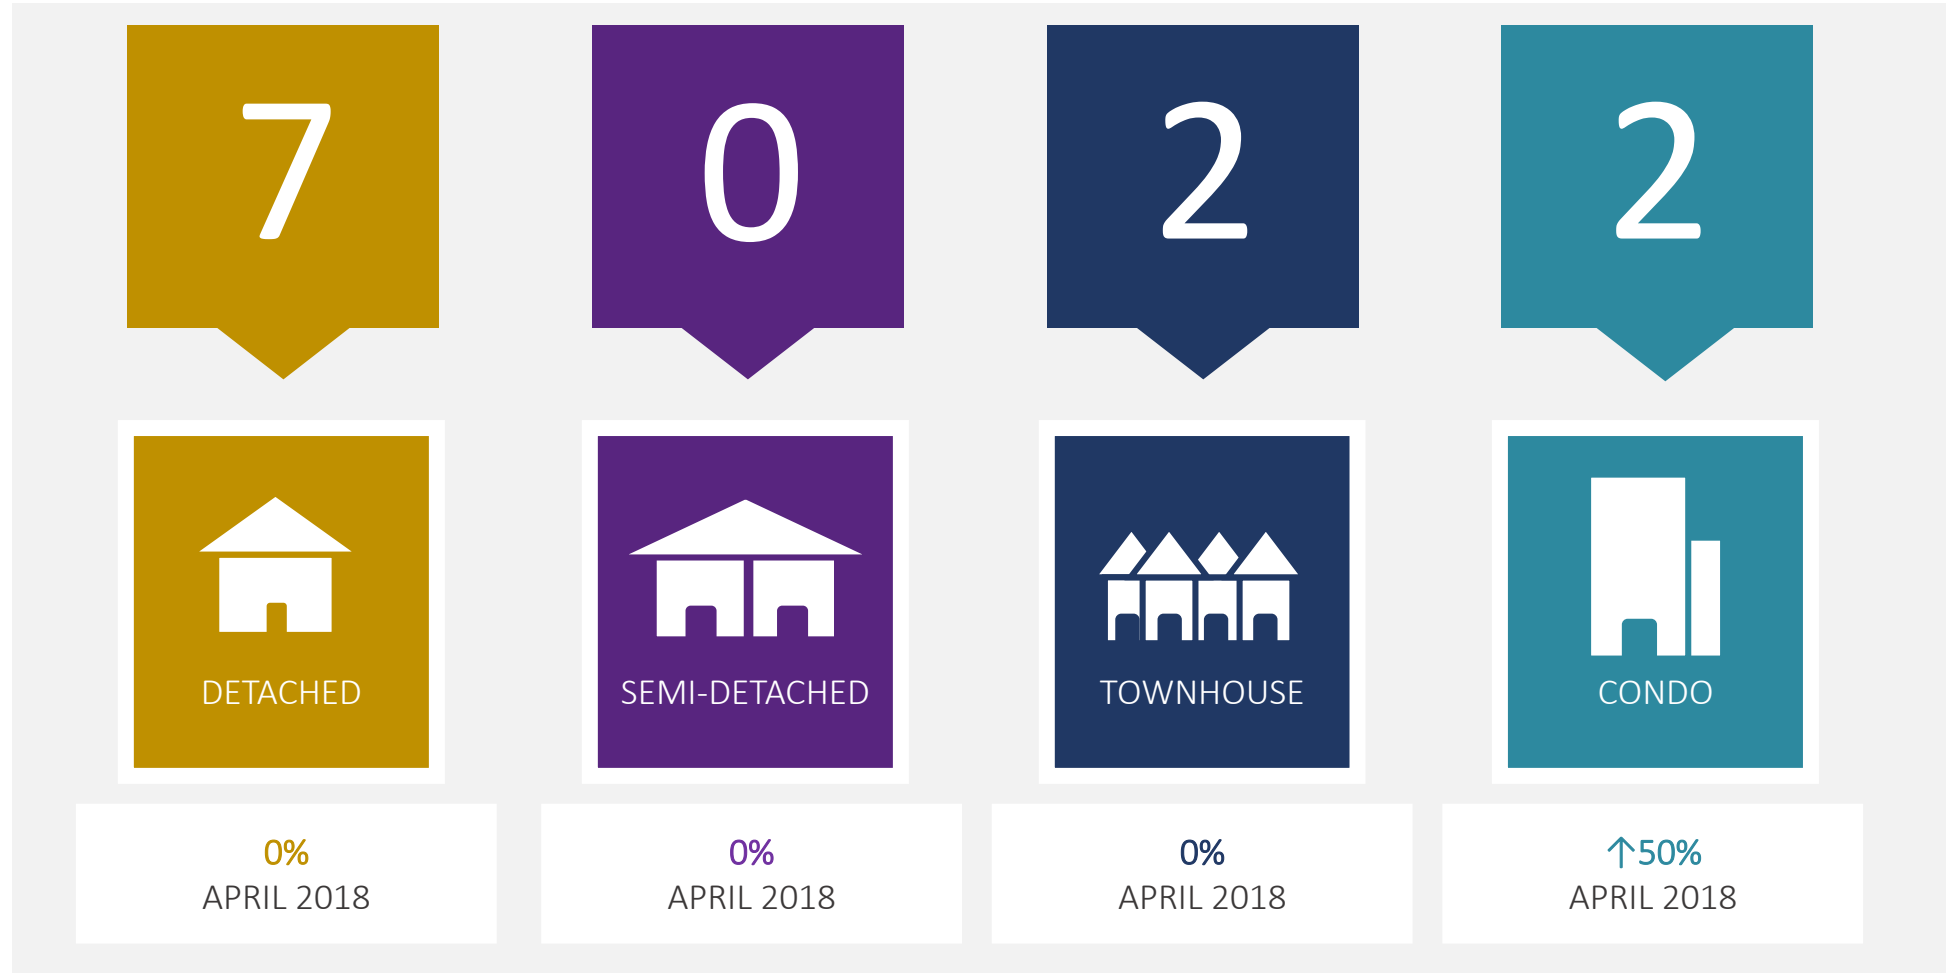 7
0
2
2
DETACHED
SEMI-DETACHED
TOWNHOUSE
CONDO
0%
APRIL 2018
0%
APRIL 2018
0%
APRIL 2018
↑50%
APRIL 2018